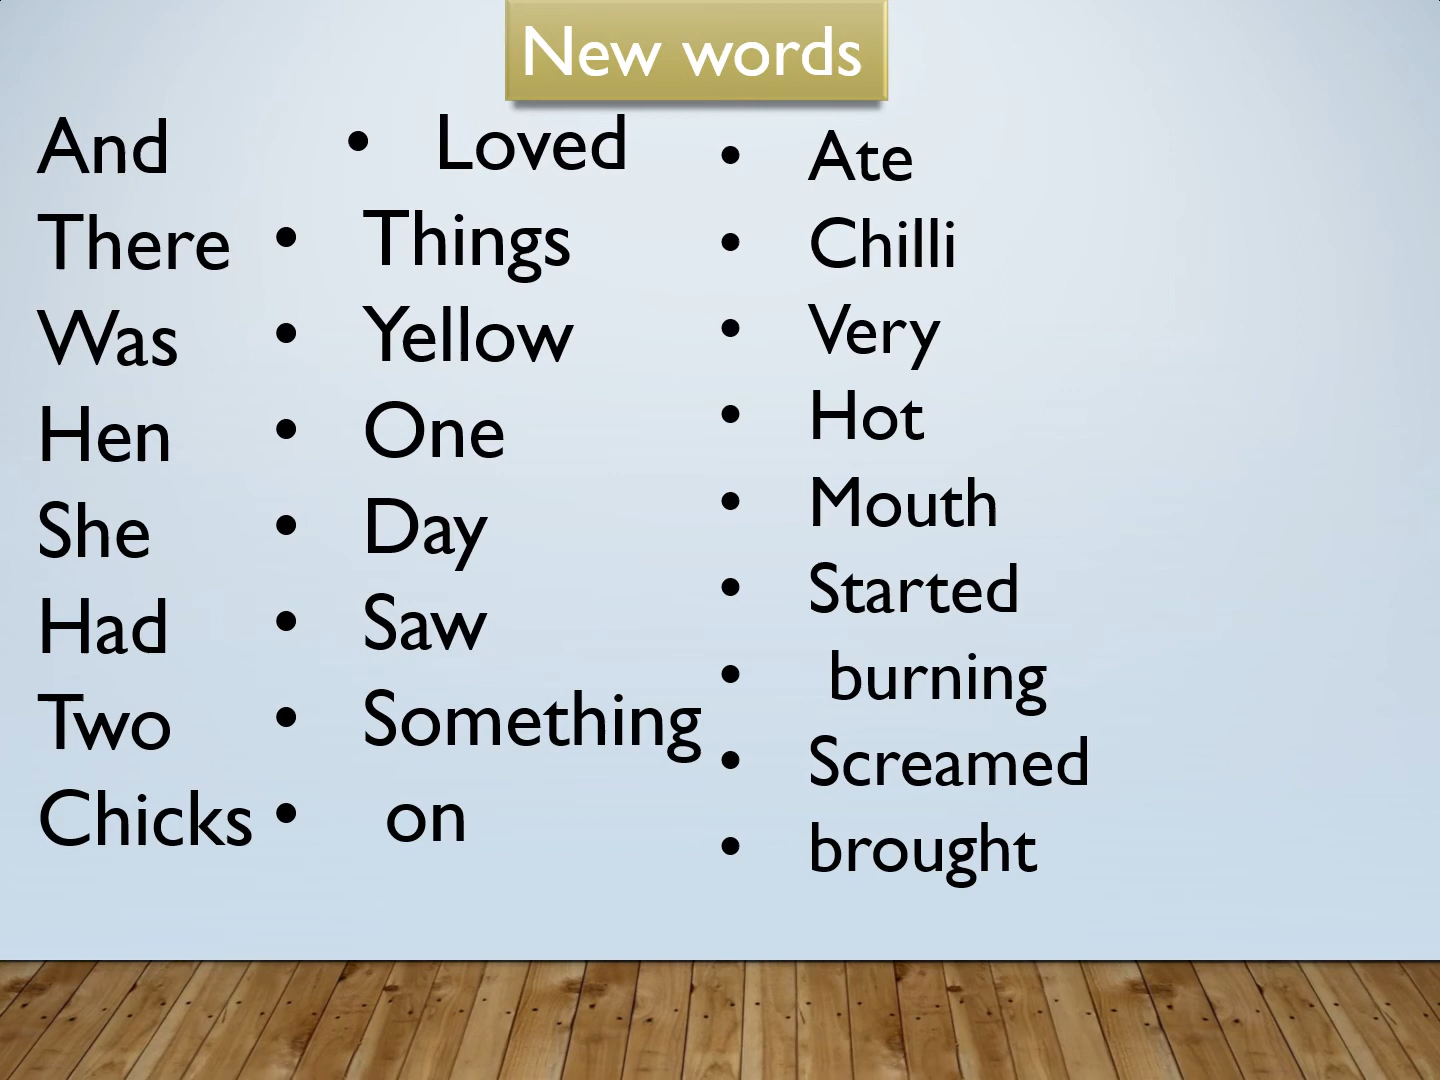 New words
And
There
Was
Hen
She
Had
Two
Chicks
• Loved
• Things
• Yellow
• One
• Day
• Saw
• Something
• on
• Ate
• Chilli
• Very
• Hot
• Mouth
• Started
• burning
• Screamed
• brought